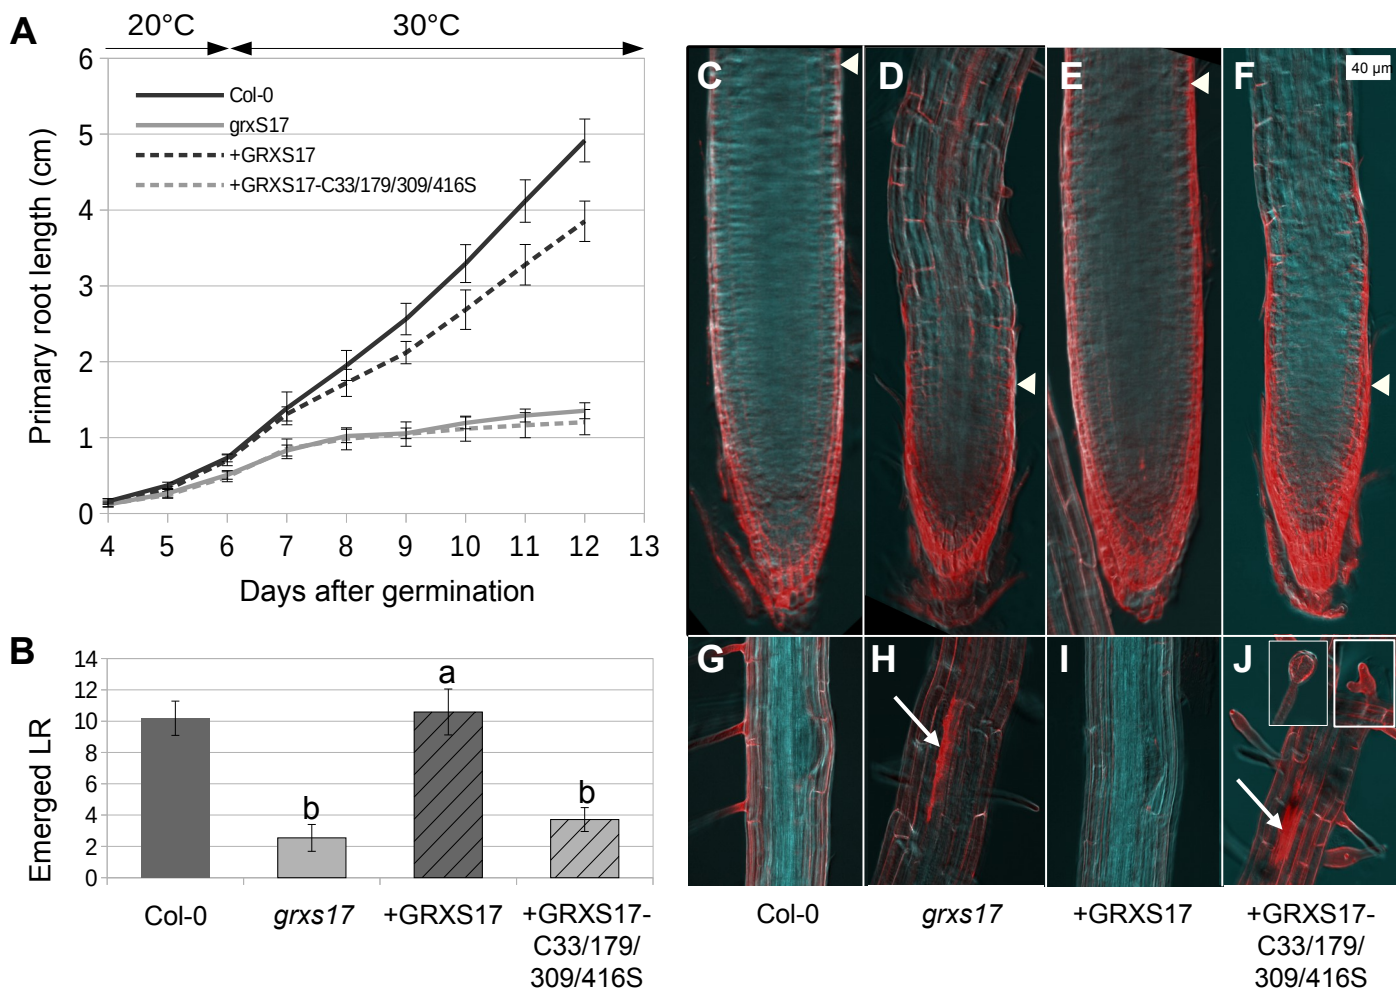 A
20°C
30°C
6
5
4
3
2
1
0
Primary root length (cm)
Col-0
grxS17
+GRXS17
+GRXS17-C33/179/309/416S
4 5 6 7 8 9 10 11 12 13
Days after germination
B
14
12
10
8
6
4
2
0
Emerged LR
b
a
b
Col-0
grxs17
+GRXS17
+GRXS17-
C33/179/
309/416S
C
D
E
F
40 µm
G
H
I
J
Col-0
grxs17
+GRXS17
+GRXS17-
C33/179/
309/416S